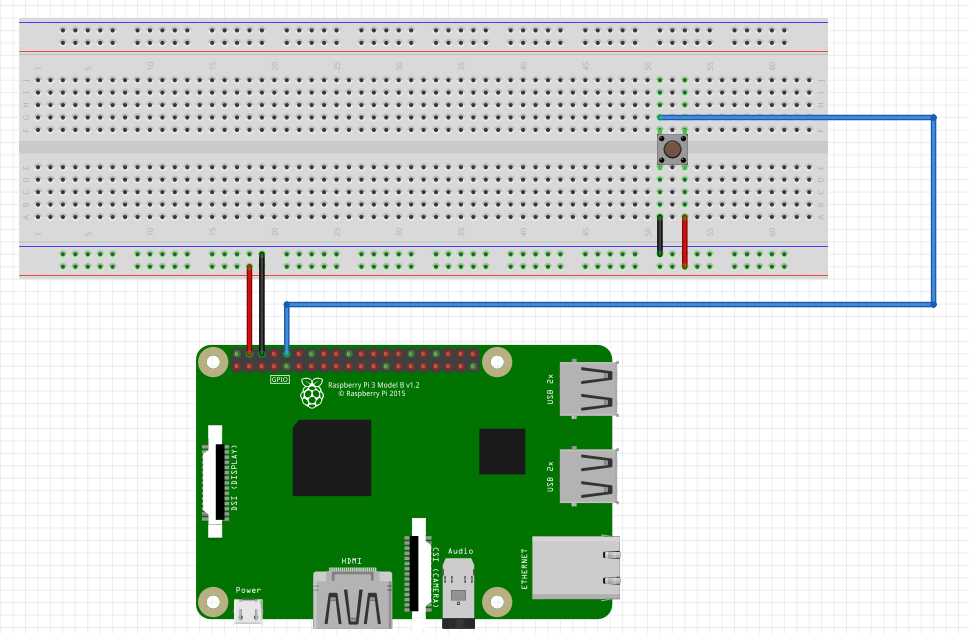 1 5 10 15 20 25 30 35 40 45 50 55 60
J
I
H
G
F
J
H
F
E
D
C
B
A
E
D
C
B
A
1 5 10 15 20 25 30 35 40 45 50 55 60
GPIO
Raspberry Pi 3 Model B v1.2
© Raspberry Pi 2015
USB 2x
USB 2x
DSI (DISPLAY)
CSI (CAMERA)
Audio
ETHERNET
HDMI
Power